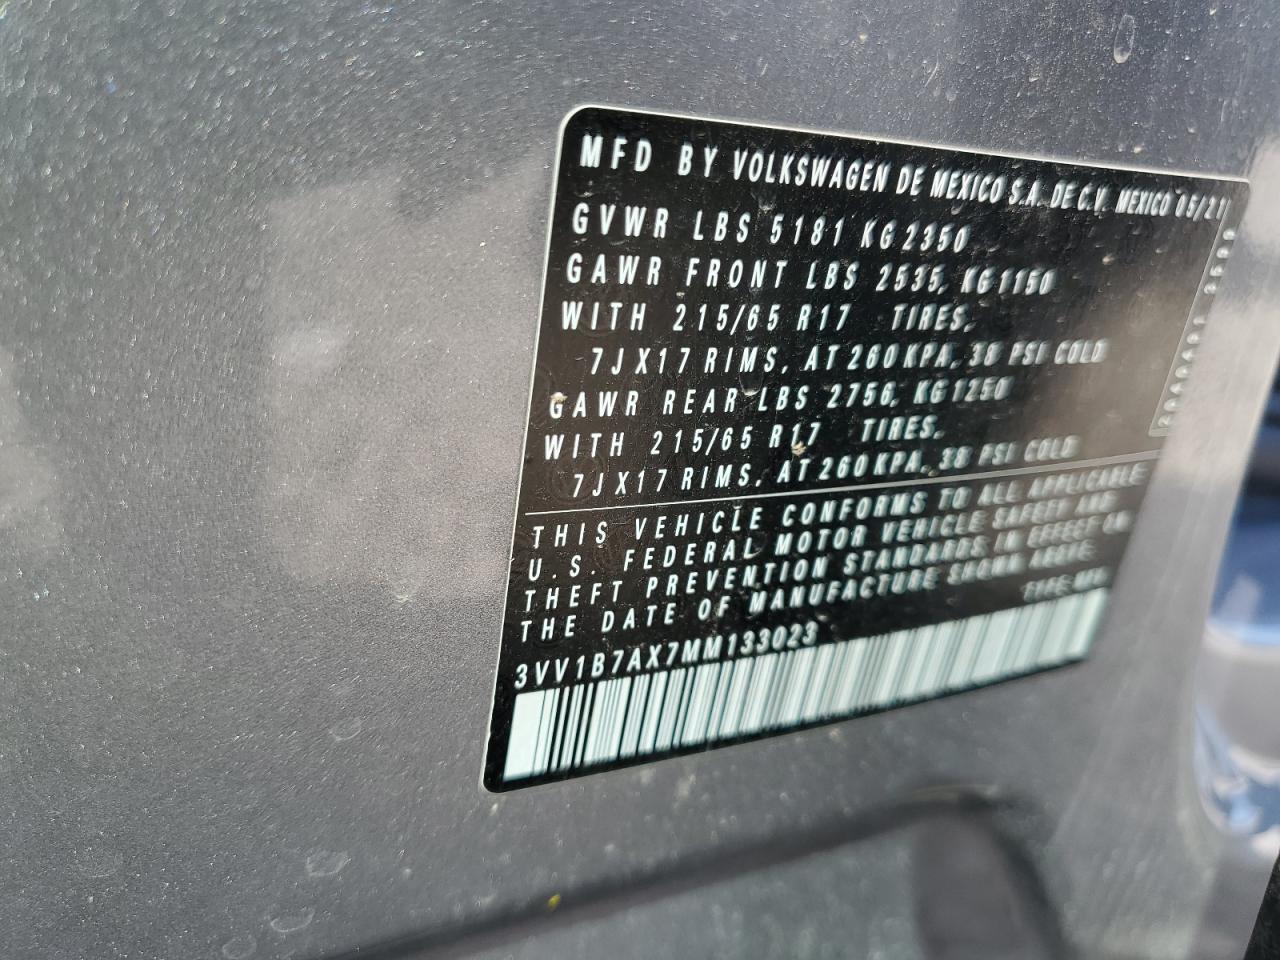 MFD BY VOLKSWAGEN DE MEXICO S.A. DE C.V. MEXICO 05/21
GVWR LBS 5181 KG 2350
GAWR FRONT LBS 2535, KG 1150
WITH 215/65 R17 TIRES,
7JX17 RIMS, AT 260 KPA, 38 PSI COLD
GAWR REAR LBS 2756, KG 1250
WITH 215/65 R17 TIRES,
7JX17 RIMS, AT 260 KPA, 38 PSI COLD
THIS VEHICLE CONFORMS TO ALL APPLICABLE
U.S. FEDERAL MOTOR VEHICLE SAFETY AND
THEFT PREVENTION STANDARDS IN EFFECT ON
THE DATE OF MANUFACTURE SHOWN ABOVE.
TYPE: MPV
3VV1B7AX7MM133023